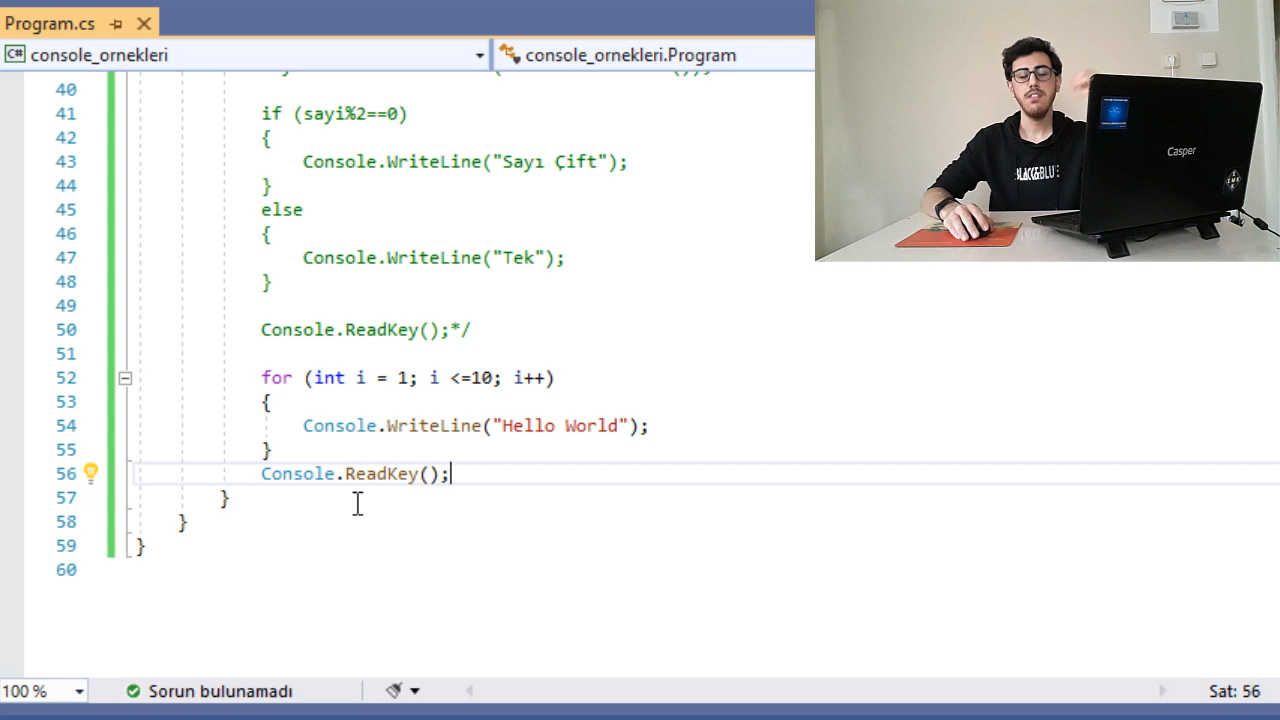 Program.cs
C# console_ornekleri
console_ornekleri.Program
40
41 if (sayi%2==0)
42 {
43 Console.WriteLine("Sayı Çift");
44 }
45 else
46 {
47 Console.WriteLine("Tek");
48 }
49
50 Console.ReadKey();*/
51
52 for (int i = 1; i <=10; i++)
53 {
54 Console.WriteLine("Hello World");
55 }
56 Console.ReadKey();
57 }
58 }
59 }
60
100 %
Sorun bulunamadı
Sat: 56
BLACK&BLUE
Casper